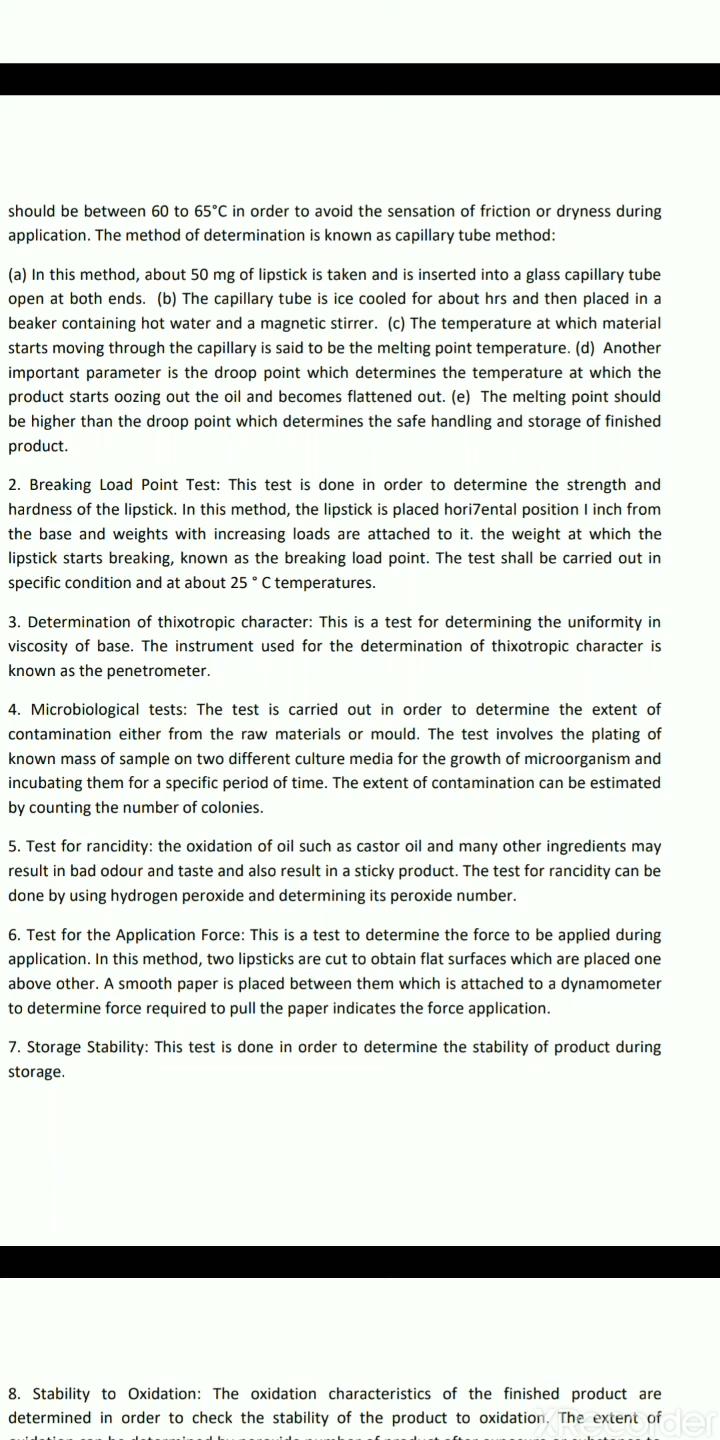 should be between 60 to 65°C in order to avoid the sensation of friction or dryness during
application. The method of determination is known as capillary tube method:
(a) In this method, about 50 mg of lipstick is taken and is inserted into a glass capillary tube
open at both ends.  (b) The capillary tube is ice cooled for about hrs and then placed in a
beaker containing hot water and a magnetic stirrer.  (c) The temperature at which material
starts moving through the capillary is said to be the melting point temperature. (d)  Another
important parameter is the droop point which determines the temperature at which the
product starts oozing out the oil and becomes flattened out. (e)  The melting point should
be higher than the droop point which determines the safe handling and storage of finished
product.
2. Breaking Load Point Test: This test is done in order to determine the strength and
hardness of the lipstick. In this method, the lipstick is placed hori7ental position I inch from
the base and weights with increasing loads are attached to it. the weight at which the
lipstick starts breaking, known as the breaking load point. The test shall be carried out in
specific condition and at about 25 ° C temperatures.
3. Determination of thixotropic character: This is a test for determining the uniformity in
viscosity of base. The instrument used for the determination of thixotropic character is
known as the penetrometer.
4. Microbiological tests: The test is carried out in order to determine the extent of
contamination either from the raw materials or mould. The test involves the plating of
known mass of sample on two different culture media for the growth of microorganism and
incubating them for a specific period of time. The extent of contamination can be estimated
by counting the number of colonies.
5. Test for rancidity: the oxidation of oil such as castor oil and many other ingredients may
result in bad odour and taste and also result in a sticky product. The test for rancidity can be
done by using hydrogen peroxide and determining its peroxide number.
6. Test for the Application Force: This is a test to determine the force to be applied during
application. In this method, two lipsticks are cut to obtain flat surfaces which are placed one
above other. A smooth paper is placed between them which is attached to a dynamometer
to determine force required to pull the paper indicates the force application.
7. Storage Stability: This test is done in order to determine the stability of product during
storage.
8. Stability to Oxidation: The oxidation characteristics of the finished product are
determined in order to check the stability of the product to oxidation. The extent of
XRecorder